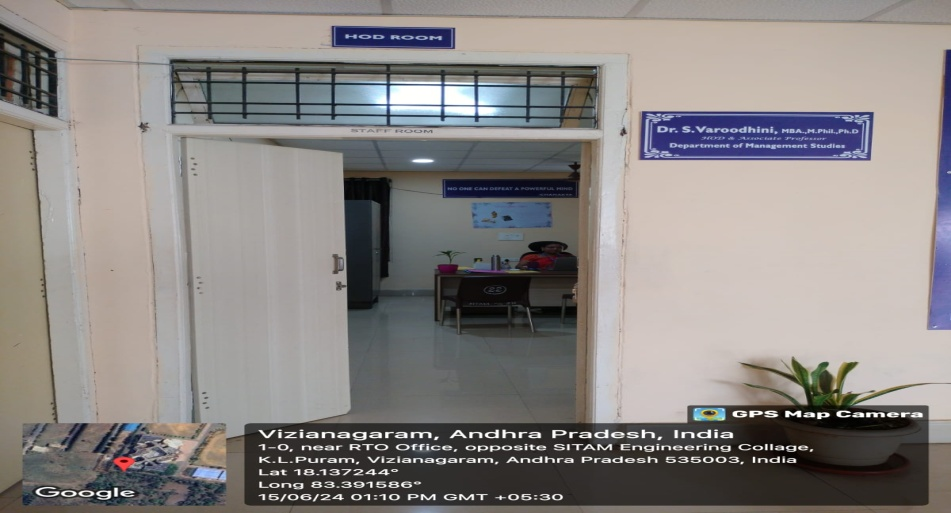 HOD ROOM
STAFF ROOM
Dr. S.Varoodhini, MBA.,M.Phil.,Ph.D
HOD & Associate Professor
Department of Management Studies
NO ONE CAN DEFEAT A POWERFUL MIND
GPS Map Camera
Vizianagaram, Andhra Pradesh, India
1-0, near RTO Office, opposite SITAM Engineering Collage,
K.L.Puram, Vizianagaram, Andhra Pradesh 535003, India
Lat 18.137244°
Long 83.391586°
15/06/24 01:10 PM GMT +05:30
Google